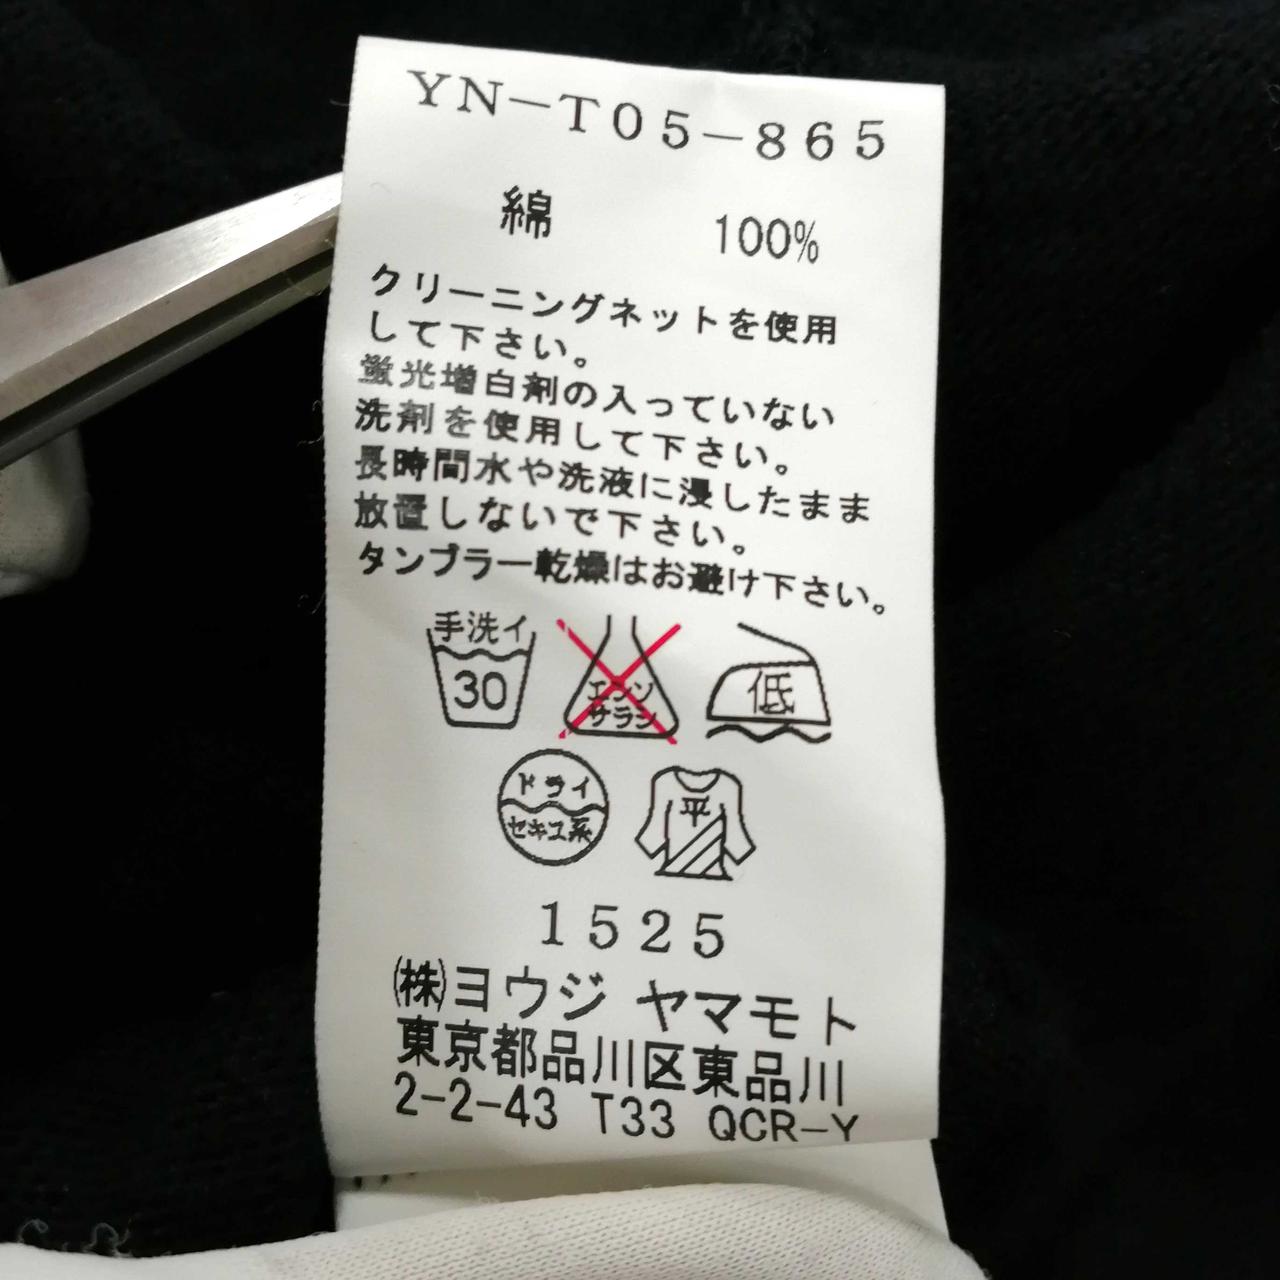 YN-T05-865
綿 100%
クリーニングネットを使用
して下さい。
蛍光増白剤の入っていない
洗剤を使用して下さい。
長時間水や洗液に浸したまま
放置しないで下さい。
タンブラー乾燥はお避け下さい。
手洗イ
30
エンソ
サラシ
低
ドライ
セキユ系
平
1525
㈱ヨウジ ヤマモト
東京都品川区東品川
2-2-43 T33 QCR-Y